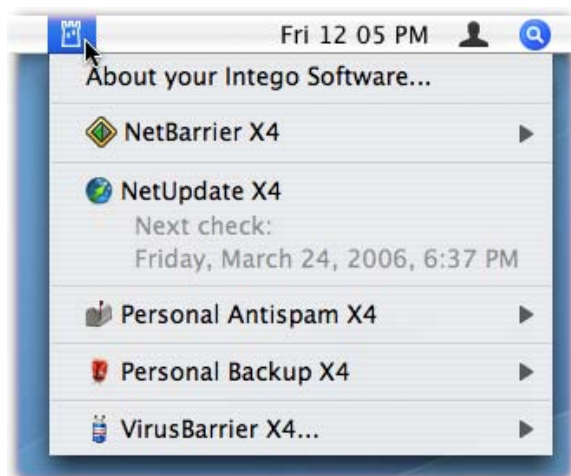 Fri 12 05 PM
About your Intego Software...
NetBarrier X4
NetUpdate X4
Next check:
Friday, March 24, 2006, 6:37 PM
Personal Antispam X4
Personal Backup X4
VirusBarrier X4...